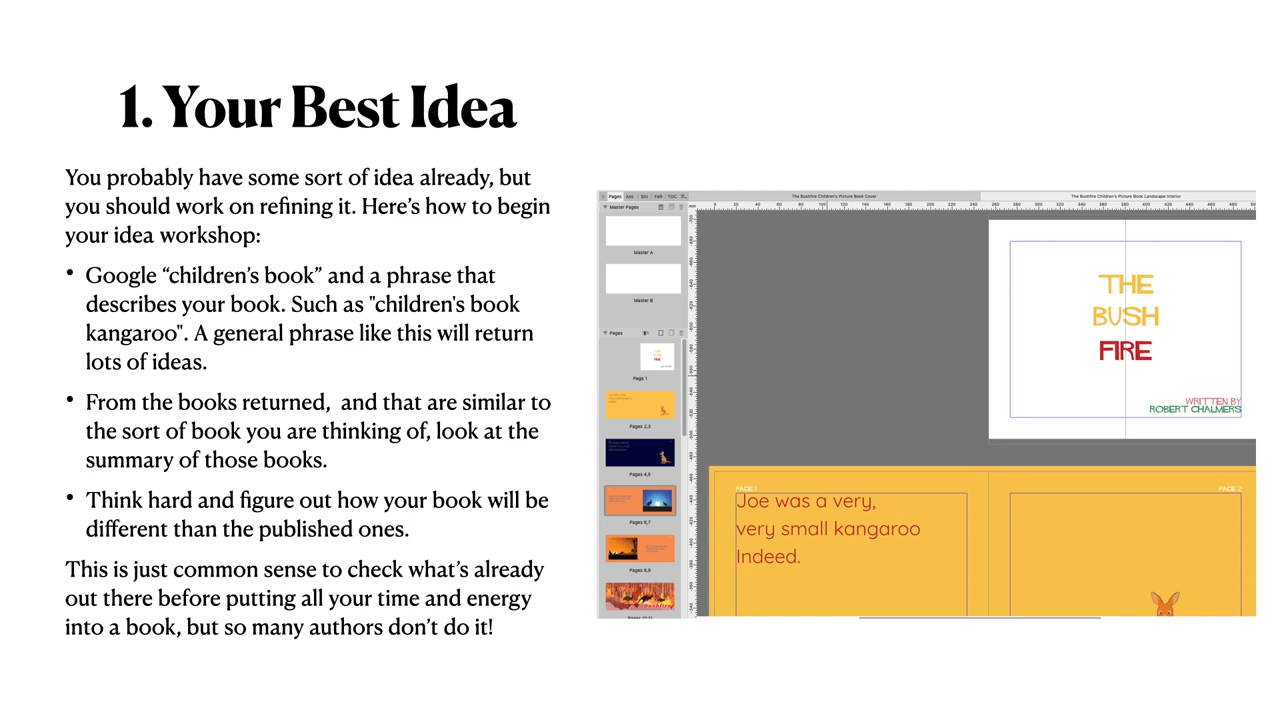 1. Your Best Idea
You probably have some sort of idea already, but
you should work on refining it. Here’s how to begin
your idea workshop:
• Google “children’s book” and a phrase that
describes your book. Such as "children's book
kangaroo". A general phrase like this will return
lots of ideas.
• From the books returned,  and that are similar to
the sort of book you are thinking of, look at the
summary of those books.
• Think hard and figure out how your book will be
different than the published ones.
This is just common sense to check what’s already
out there before putting all your time and energy
into a book, but so many authors don’t do it!
Pages
The Bushfire Children's Picture Book Cover
The Bushfire Children's Picture Book Landscape Interior
Master Pages
Master A
Master B
Pages
Page 1
Pages 2,3
Pages 4,5
Pages 6,7
Pages 8,9
Bushfire
THE
BUSH
FIRE
WRITTEN BY
ROBERT CHALMERS
PAGE 1
PAGE 2
Joe was a very,
very small kangaroo
Indeed.